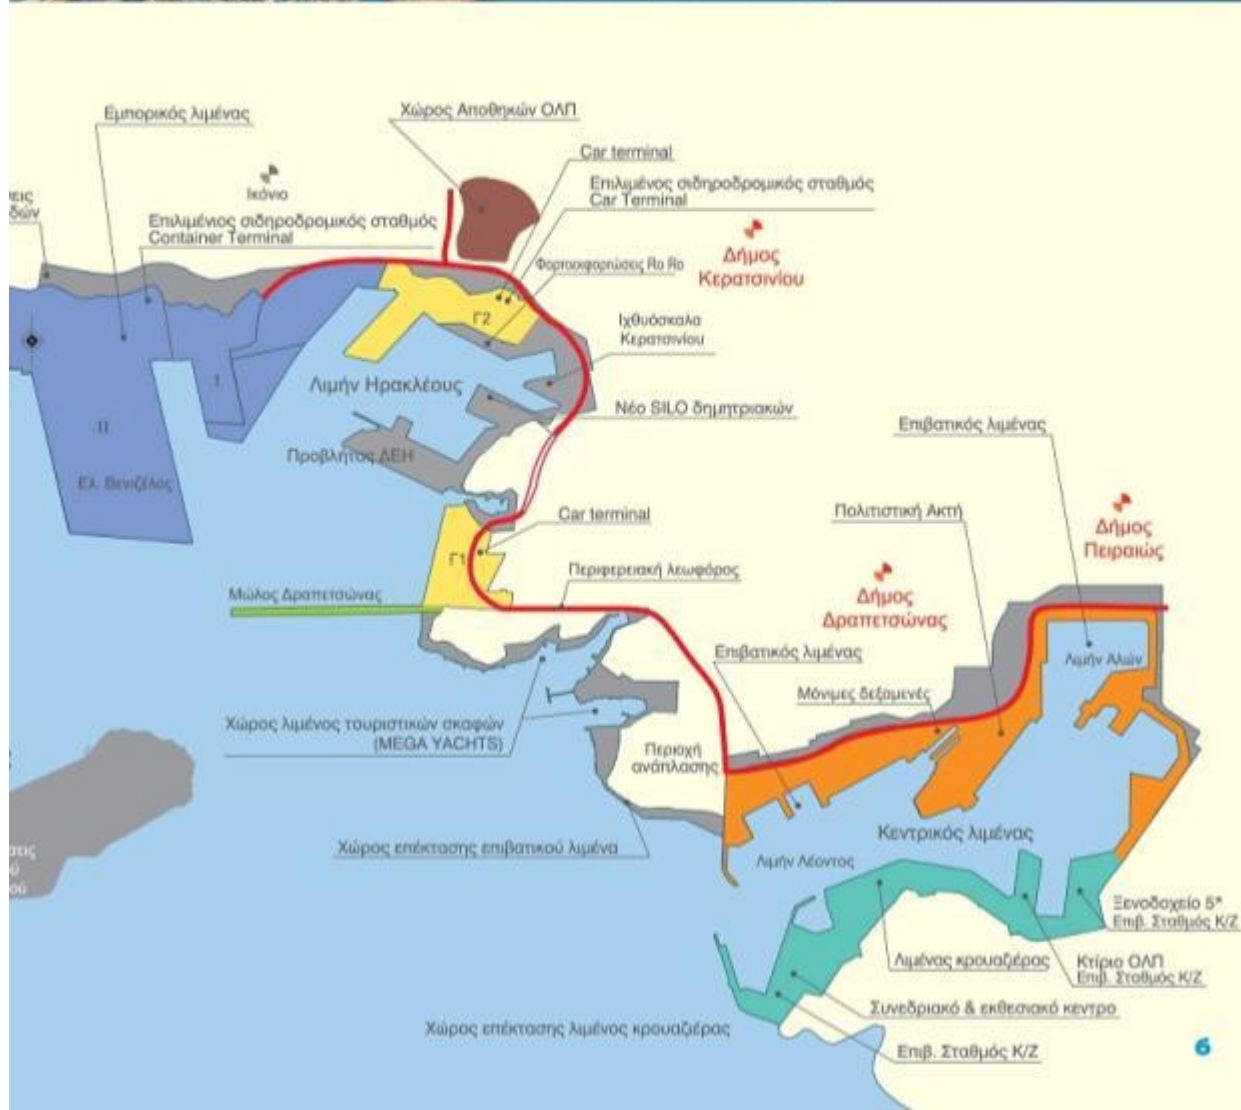 Εμπορικός λιμένας
Χώρος Αποθηκών ΟΛΠ
Car terminal
Ικόνιο
Επιλιμένος σιδηροδρομικός σταθμός
Car Terminal
Επιλιμένιος σιδηροδρομικός σταθμός
Container Terminal
Δήμος
Κερατσινίου
Φορτοεκφορτώσεις Ro Ro
Γ2
Ιχθυόσκαλα
Κερατσινίου
Λιμήν Ηρακλέους
Ι
ΙΙ
Νέο SILO δημητριακών
Επιβατικός λιμένας
Προβλήτας ΔΕΗ
Ελ. Βενιζέλος
Car terminal
Πολιτιστική Ακτή
Δήμος
Πειραιώς
Γ1
Περιφερειακή λεωφόρος
Μώλος Δραπετσώνας
Δήμος
Δραπετσώνας
Επιβατικός λιμένας
Λιμήν Αλών
Μόνιμες δεξαμενές
Χώρος λιμένος τουριστικών σκαφών
(MEGA YACHTS)
Περιοχή
ανάπλασης
Κεντρικός λιμένας
Χώρος επέκτασης επιβατικού λιμένα
Λιμήν Λέοντος
Ξενοδοχείο 5*
Επιβ. Σταθμός Κ/Ζ
Λιμένας κρουαζιέρας
Κτίριο ΟΛΠ
Επιβ. Σταθμός Κ/Ζ
Συνεδριακό & εκθεσιακό κεντρο
Χώρος επέκτασης λιμένος κρουαζιέρας
Επιβ. Σταθμός Κ/Ζ
6